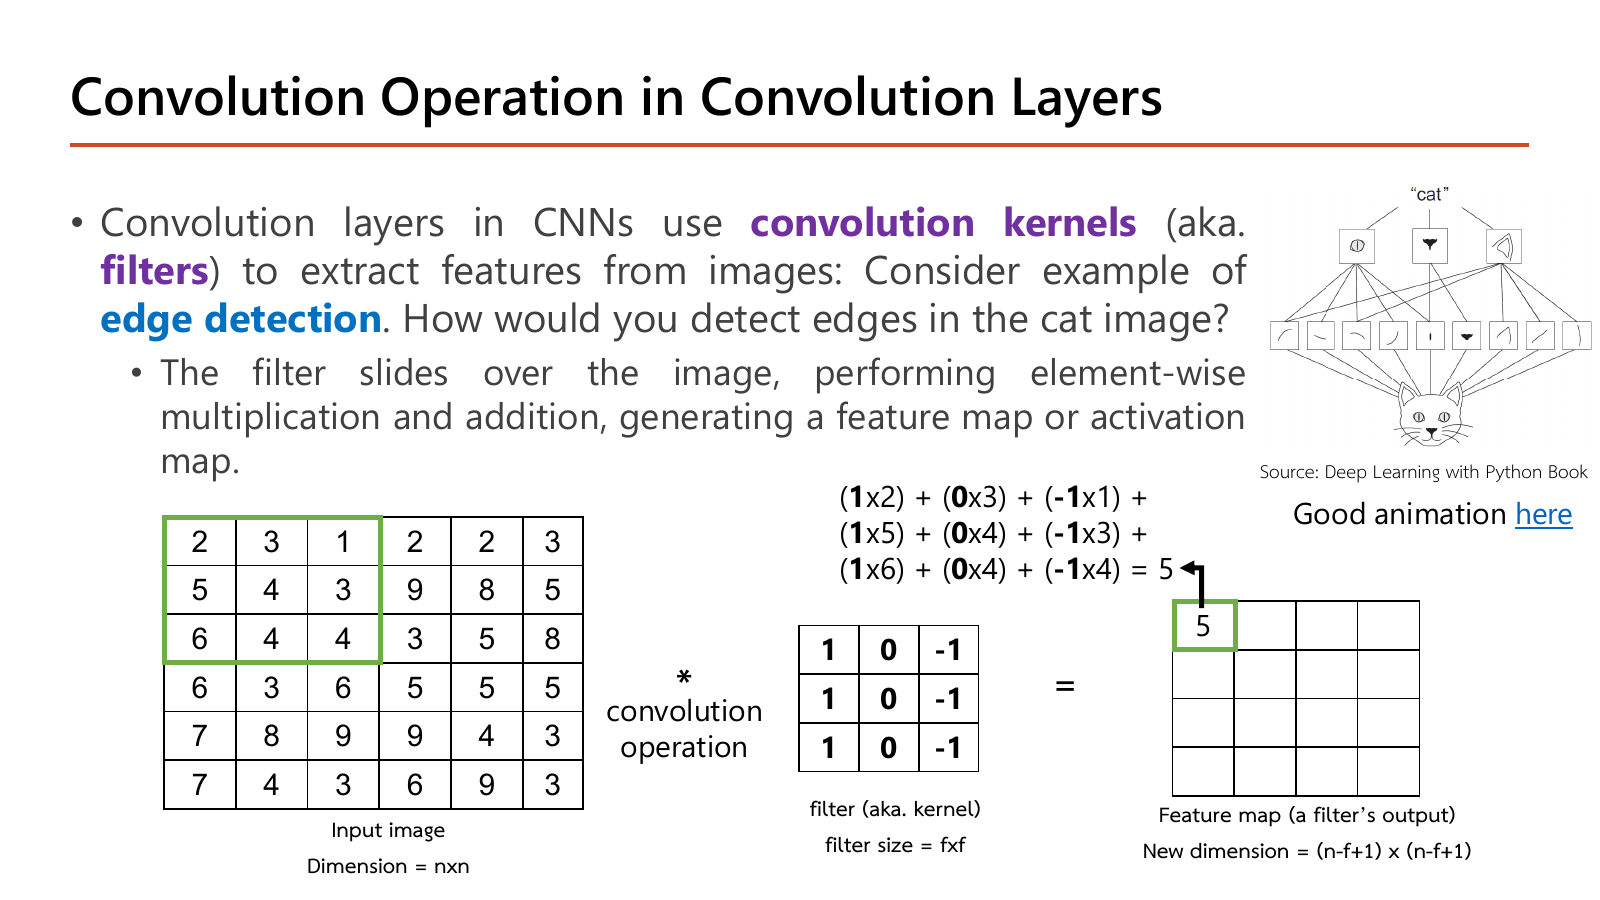 Convolution Operation in Convolution Layers
• Convolution layers in CNNs use convolution kernels (aka.
filters) to extract features from images: Consider example of
edge detection. How would you detect edges in the cat image?
• The filter slides over the image, performing element-wise
multiplication and addition, generating a feature map or activation
map.
“cat”
Source: Deep Learning with Python Book
Good animation here
2 3 1 2 2 3
5 4 3 9 8 5
6 4 4 3 5 8
6 3 6 5 5 5
7 8 9 9 4 3
7 4 3 6 9 3
Input image
Dimension = nxn
*
convolution
operation
(1x2) + (0x3) + (-1x1) +
(1x5) + (0x4) + (-1x3) +
(1x6) + (0x4) + (-1x4) = 5
1 0 -1
1 0 -1
1 0 -1
filter (aka. kernel)
filter size = fxf
=
5
Feature map (a filter’s output)
New dimension = (n-f+1) x (n-f+1)